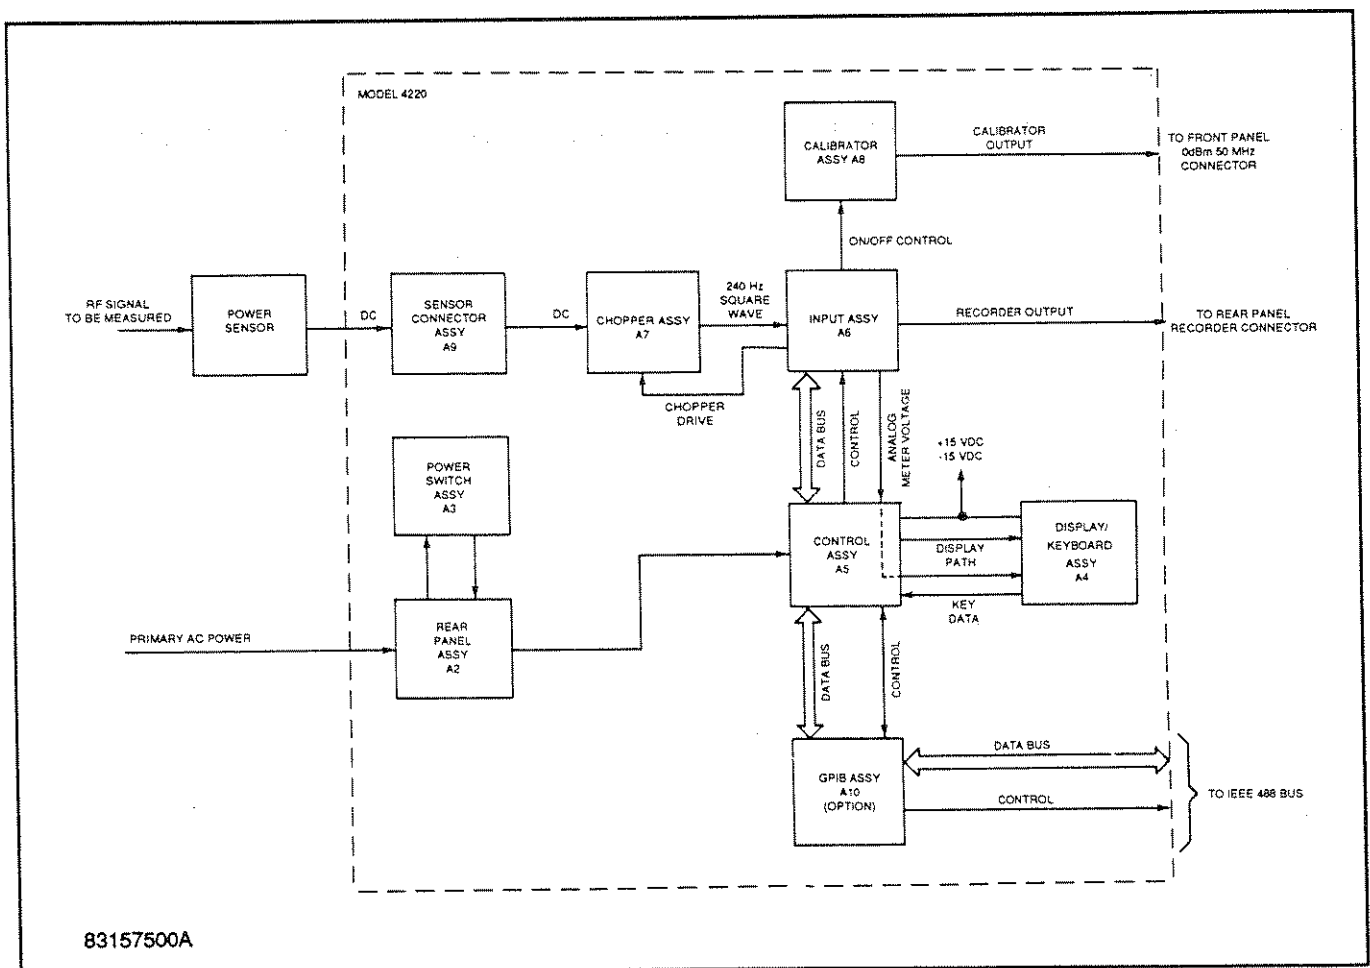 MODEL 4220
CALIBRATOR
ASSY A8
CALIBRATOR
OUTPUT
TO FRONT PANEL
0dBm 50 MHz
CONNECTOR
ON/OFF CONTROL
RF SIGNAL
TO BE MEASURED
POWER
SENSOR
DC
SENSOR
CONNECTOR
ASSY
A9
DC
CHOPPER ASSY
A7
240 Hz
SQUARE
WAVE
INPUT ASSY
A6
RECORDER OUTPUT
TO REAR PANEL
RECORDER CONNECTOR
CHOPPER
DRIVE
DATA BUS
CONTROL
ANALOG
METER VOLTAGE
+15 VDC
-15 VDC
POWER
SWITCH
ASSY
A3
CONTROL
ASSY
A5
DISPLAY
PATH
KEY
DATA
DISPLAY/
KEYBOARD
ASSY
A4
PRIMARY AC POWER
REAR
PANEL
ASSY
A2
DATA BUS
CONTROL
GPIB ASSY
A10
(OPTION)
DATA BUS
CONTROL
TO IEEE 488 BUS
83157500A